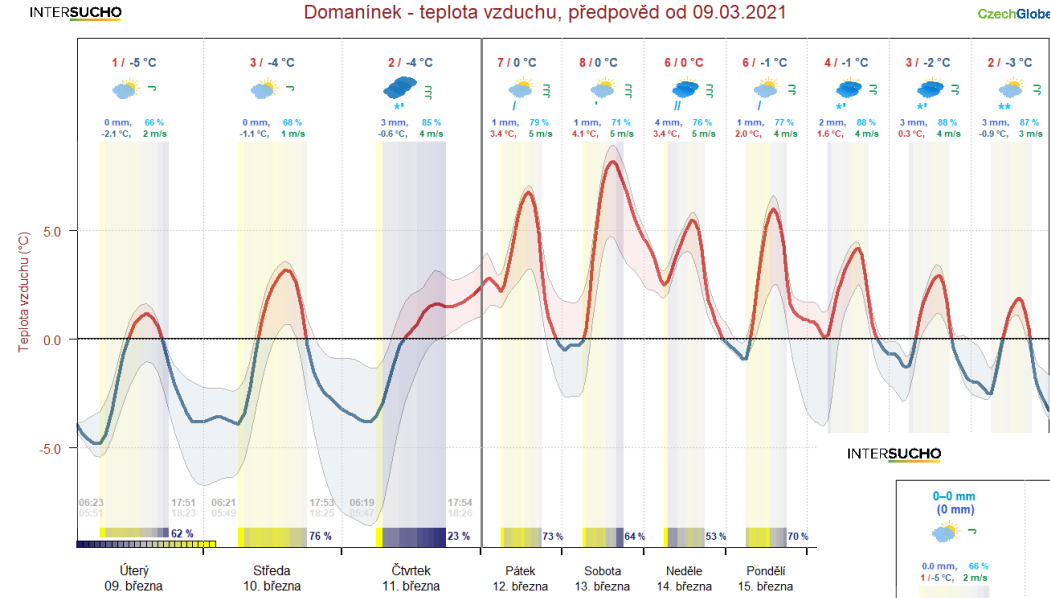 INTERSUCHO
Domanínek - teplota vzduchu, předpověd od 09.03.2021
CzechGlobe
1 / -5 °C
3 / -4 °C
2 / -4 °C
7 / 0 °C
8 / 0 °C
6 / 0 °C
6 / -1 °C
4 / -1 °C
3 / -2 °C
2 / -3 °C
0 mm, 66 %
-2.1 °C, 2 m/s
0 mm, 68 %
-1.1 °C, 1 m/s
3 mm, 85 %
-0.6 °C, 4 m/s
1 mm, 79 %
3.4 °C, 5 m/s
1 mm, 71 %
4.1 °C, 5 m/s
4 mm, 76 %
3.4 °C, 5 m/s
1 mm, 77 %
2.0 °C, 4 m/s
2 mm, 88 %
1.6 °C, 4 m/s
3 mm, 88 %
0.3 °C, 4 m/s
3 mm, 87 %
-0.9 °C, 3 m/s
Teplota vzduchu (°C)
5.0
0.0
-5.0
06:23 17:51 06:21 17:53 06:19 17:54
05:51 18:23 05:49 18:25 05:47 18:26
62 %
76 %
23 %
73 %
64 %
53 %
70 %
Úterý
09. března
Středa
10. března
Čtvrtek
11. března
Pátek
12. března
Sobota
13. března
Neděle
14. března
Pondělí
15. března
INTERSUCHO
0–0 mm
(0 mm)
0.0 mm, 66 %
1/-5 °C, 2 m/s